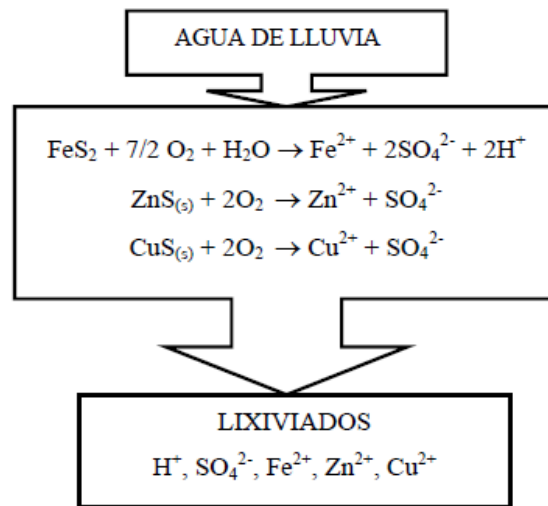 AGUA DE LLUVIA
FeS₂ + 7/2 O₂ + H₂O → Fe²⁺ + 2SO₄²⁻ + 2H⁺
ZnS₍s₎ + 2O₂ → Zn²⁺ + SO₄²⁻
CuS₍s₎ + 2O₂ → Cu²⁺ + SO₄²⁻
LIXIVIADOS
H⁺, SO₄²⁻, Fe²⁺, Zn²⁺, Cu²⁺